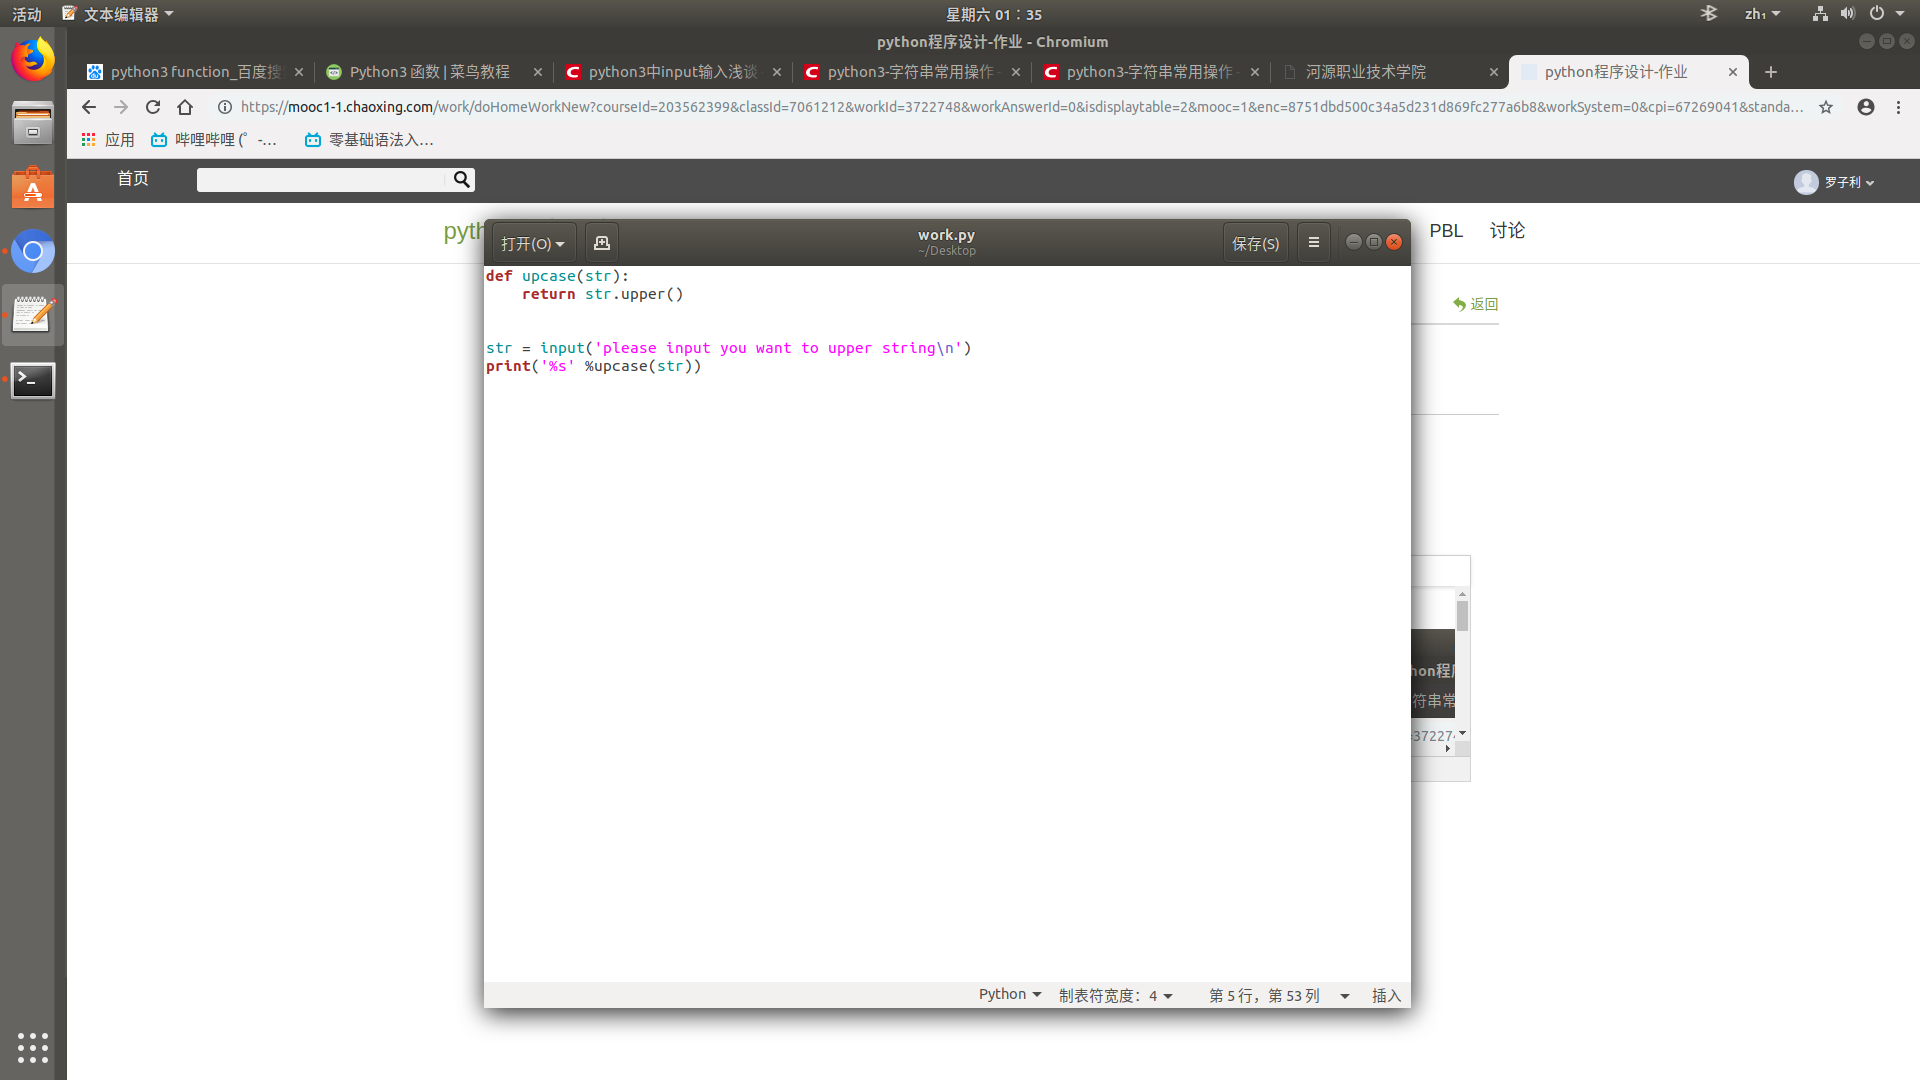 活动 文本编辑器 星期六 01：35 zh₁
python程序设计-作业 - Chromium
python3 function_百度搜 Python3 函数 | 菜鸟教程 python3中input输入浅谈 python3-字符串常用操作 - python3-字符串常用操作 - 河源职业技术学院 python程序设计-作业
https://mooc1-1.chaoxing.com/work/doHomeWorkNew?courseId=203562399&classId=7061212&workId=3722748&workAnswerId=0&isdisplaytable=2&mooc=1&enc=8751dbd500c34a5d231d869fc277a6b8&workSystem=0&cpi=67269041&standa…
应用 哔哩哔哩 (゜-… 零基础语法入…
首页 罗子利
pyth PBL 讨论
打开(O) work.py 保存(S)
~/Desktop
返回
def upcase(str):
    return str.upper()
str = input('please input you want to upper string\n')
print('%s' %upcase(str))
hon程
符串常
=37227
Python 制表符宽度：4 第 5 行，第 53 列 插入